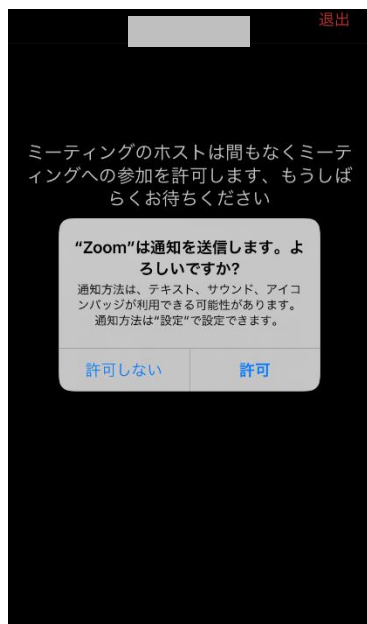 退出
ミーティングのホストは間もなくミーテ
ィングへの参加を許可します、もうしば
らくお待ちください
“Zoom”は通知を送信します。よ
ろしいですか?
通知方法は、テキスト、サウンド、アイコ
ンバッジが利用できる可能性があります。
通知方法は“設定“で設定できます。
許可しない
許可